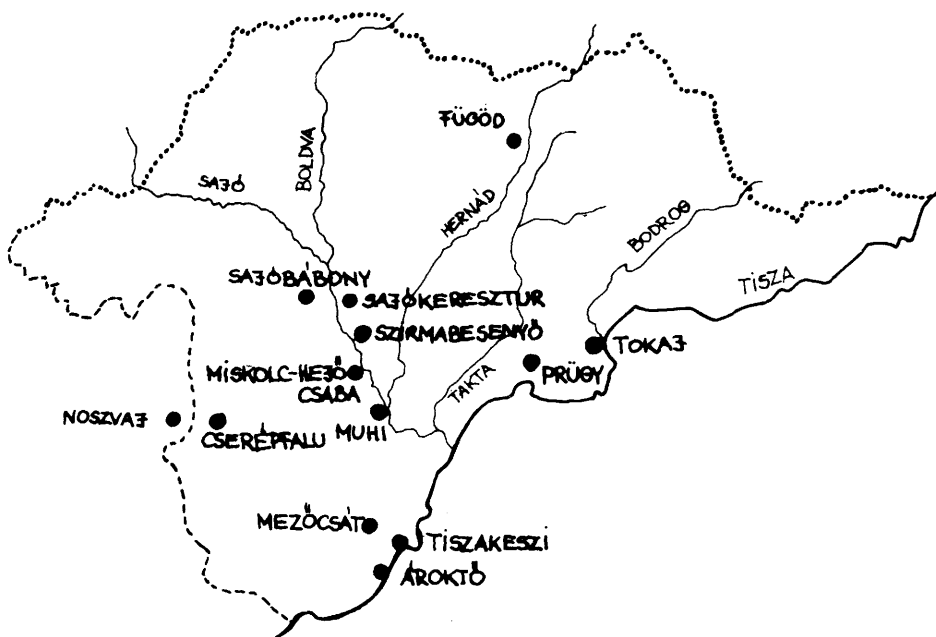 FÜGÖD
BOLDVA
SAJÓ
HERNÁD
BODROG
TISZA
SAJÓBÁBONY
SAJÓKERESZTUR
SZIRMABESENYŐ
TOKAJ
MISKOLC-HEJŐ
CSABA
PRÜGY
TAKTA
NOSZVAJ
CSERÉPFALU
MUHI
MEZŐCSÁT
TISZAKESZI
ÁROKTŐ